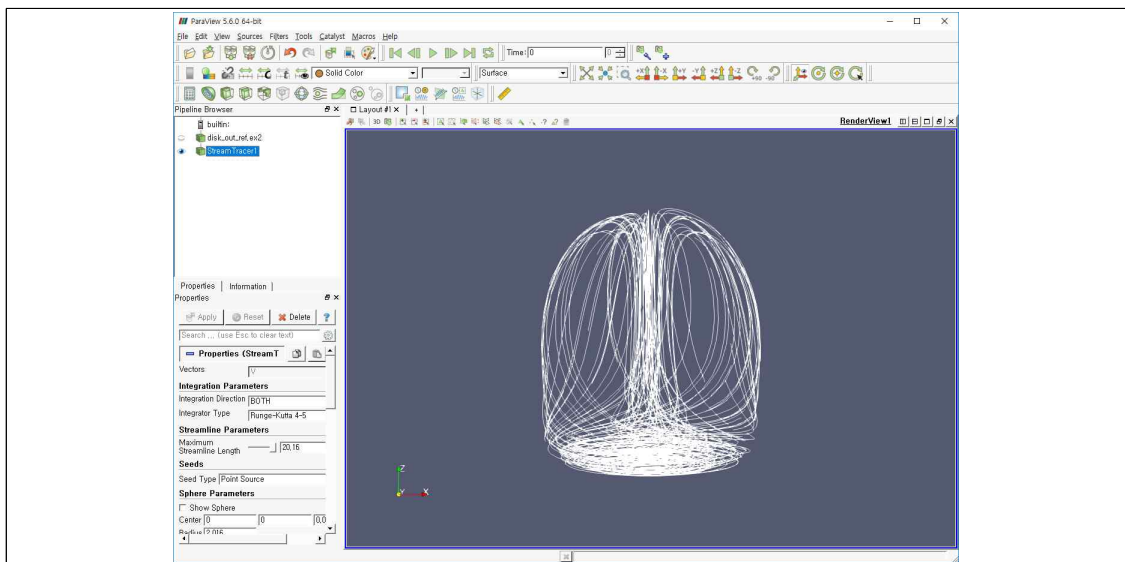 ParaView 5.6.0 64-bit
File Edit View Sources Filters Tools Catalyst Macros Help
Time: 0 0
Solid Color Surface
+X -X +Y -Y +Z -Z +90 -90
Pipeline Browser
Layout #1 × +
3D
RenderView1
builtin:
disk_out_ref.ex2
StreamTracer1
Properties Information
Properties
Apply Reset Delete ?
Search ... (use Esc to clear text)
Properties (StreamT
Vectors V
Integration Parameters
Integration Direction BOTH
Integrator Type Runge-Kutta 4-5
Streamline Parameters
Maximum
Streamline Length 20,16
Seeds
Seed Type Point Source
Sphere Parameters
Show Sphere
Center 0 0 0,0
Radius 2,016
Z
Y X